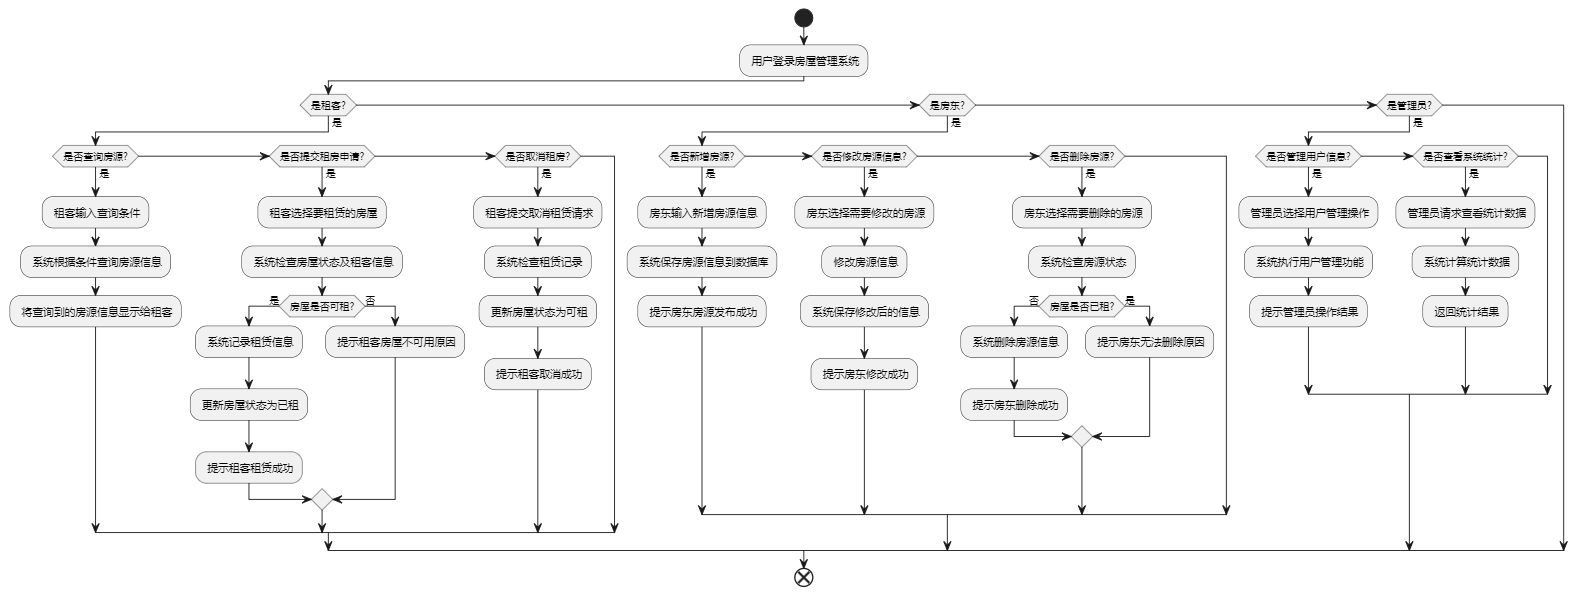 用户登录房屋管理系统
是租客?
是
是房东?
是
是管理员?
是
是否查询房源?
是
是否提交租房申请?
是
是否取消租房?
是
是否新增房源?
是
是否修改房源信息?
是
是否删除房源?
是
是否管理用户信息?
是
是否查看系统统计?
是
租客输入查询条件
系统根据条件查询房源信息
将查询到的房源信息显示给租客
租客选择要租赁的房屋
系统检查房屋状态及租客信息
是
房屋是否可租?
否
系统记录租赁信息
更新房屋状态为已租
提示租客租赁成功
提示租客房屋不可用原因
租客提交取消租赁请求
系统检查租赁记录
更新房屋状态为可租
提示租客取消成功
房东输入新增房源信息
系统保存房源信息到数据库
提示房东房源发布成功
房东选择需要修改的房源
修改房源信息
系统保存修改后的信息
提示房东修改成功
房东选择需要删除的房源
系统检查房源状态
否
房屋是否已租?
是
系统删除房源信息
提示房东删除成功
提示房东无法删除原因
管理员选择用户管理操作
系统执行用户管理功能
提示管理员操作结果
管理员请求查看统计数据
系统计算统计数据
返回统计结果